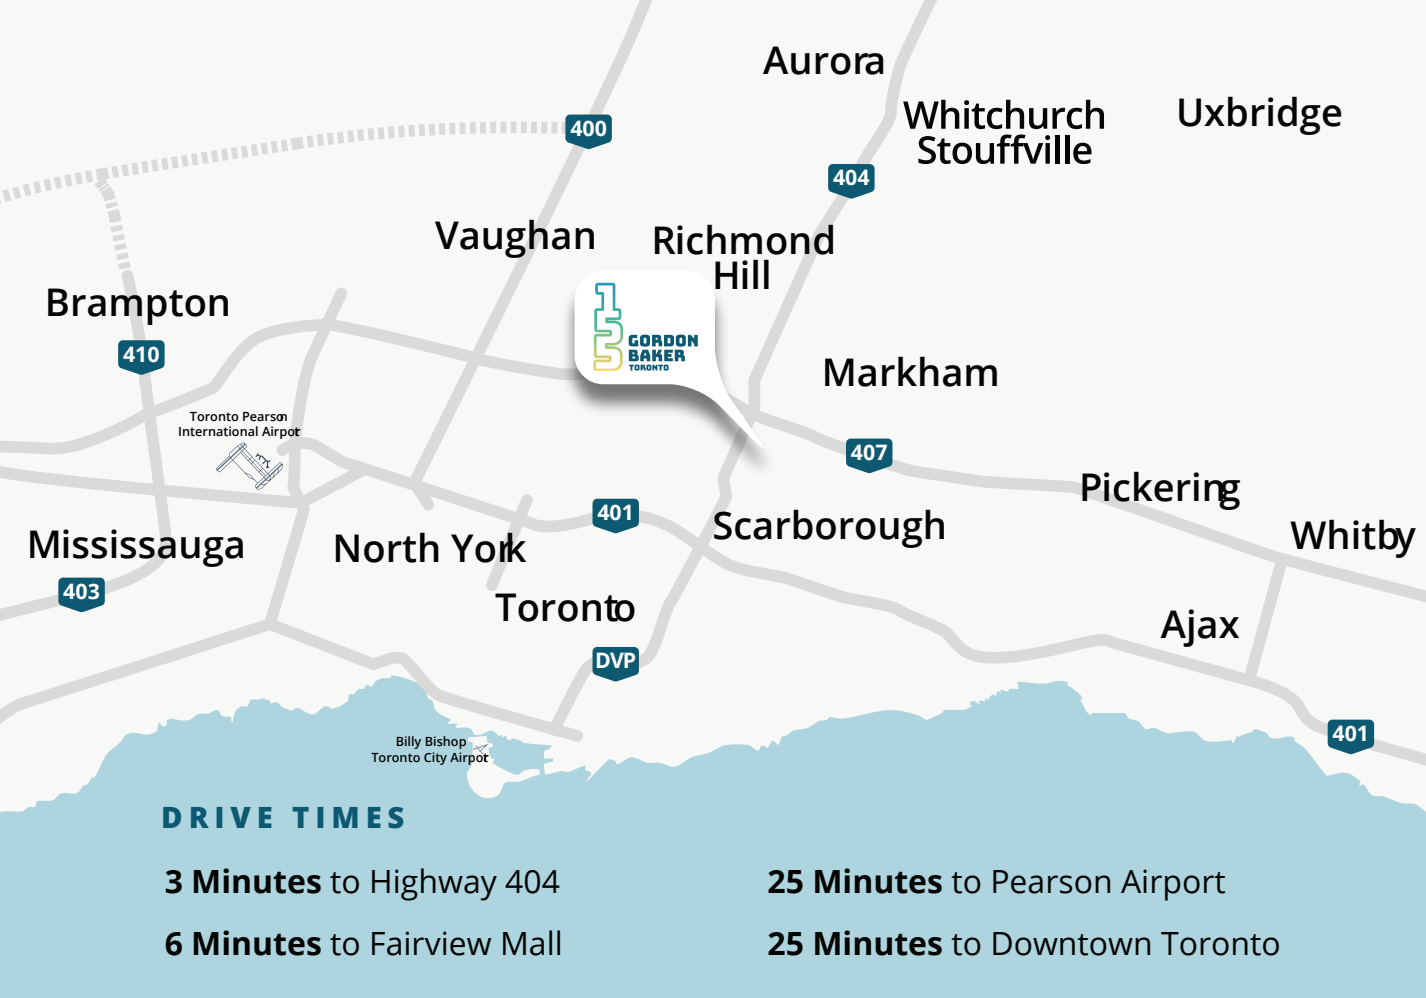 Aurora
Whitchurch
Stouffville
Uxbridge
400
404
Vaughan
Richmond
Hill
Brampton
410
155
GORDON
BAKER
TORONTO
Markham
Toronto Pearson
International Airport
407
Pickering
401
Scarborough
Whitby
Mississauga
North York
403
Toronto
Ajax
DVP
401
Billy Bishop
Toronto City Airport
DRIVE TIMES
3 Minutes to Highway 404
6 Minutes to Fairview Mall
25 Minutes to Pearson Airport
25 Minutes to Downtown Toronto